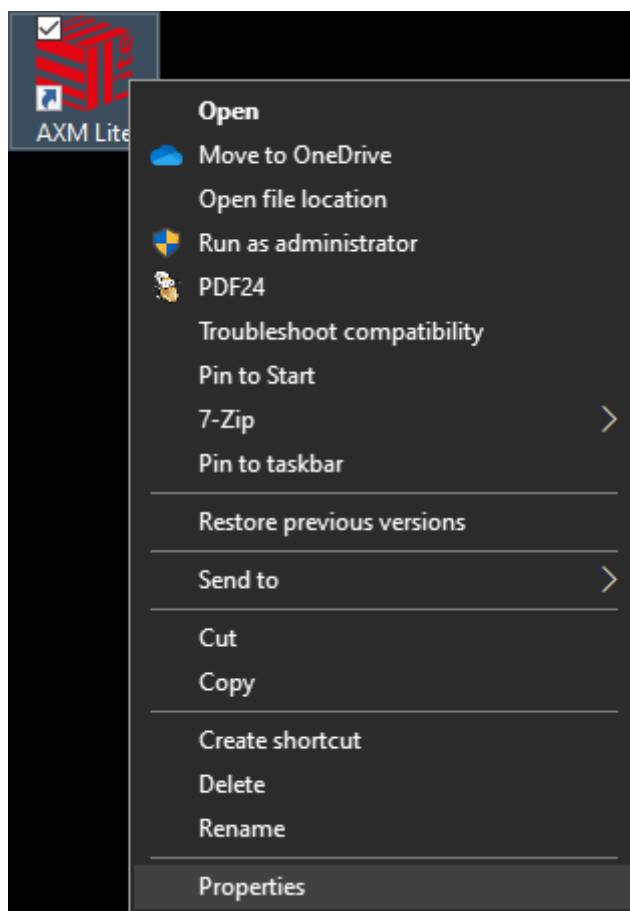 Lite
AXM Lite
Open
Move to OneDrive
Open file location
Run as administrator
PDF24
Troubleshoot compatibility
Pin to Start
7-Zip
Pin to taskbar
Restore previous versions
Send to
Cut
Copy
Create shortcut
Delete
Rename
Properties